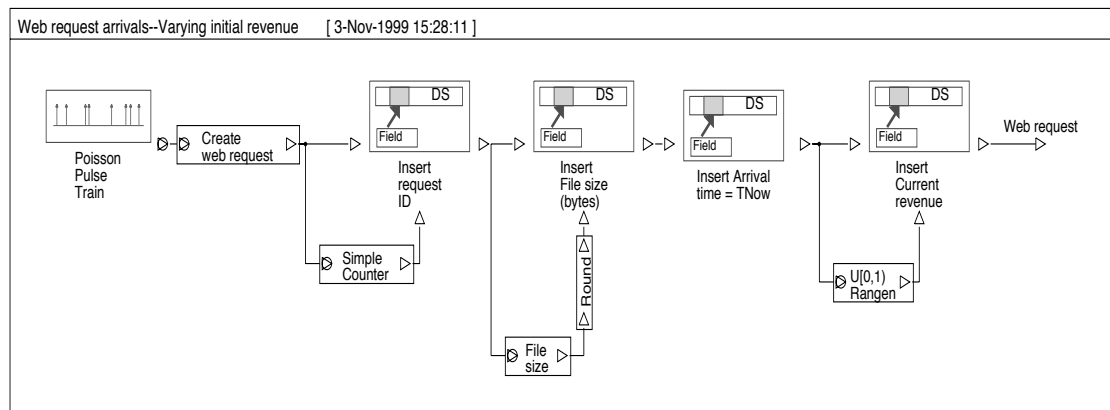 Web request arrivals--Varying initial revenue [ 3-Nov-1999 15:28:11 ]
Poisson
Pulse
Train
Create
web request
DS
Field
Insert
request
ID
Simple
Counter
DS
Field
Insert
File size
(bytes)
Round
File
size
DS
Field
Insert Arrival
time = TNow
DS
Field
Insert
Current
revenue
U[0,1)
Rangen
Web request